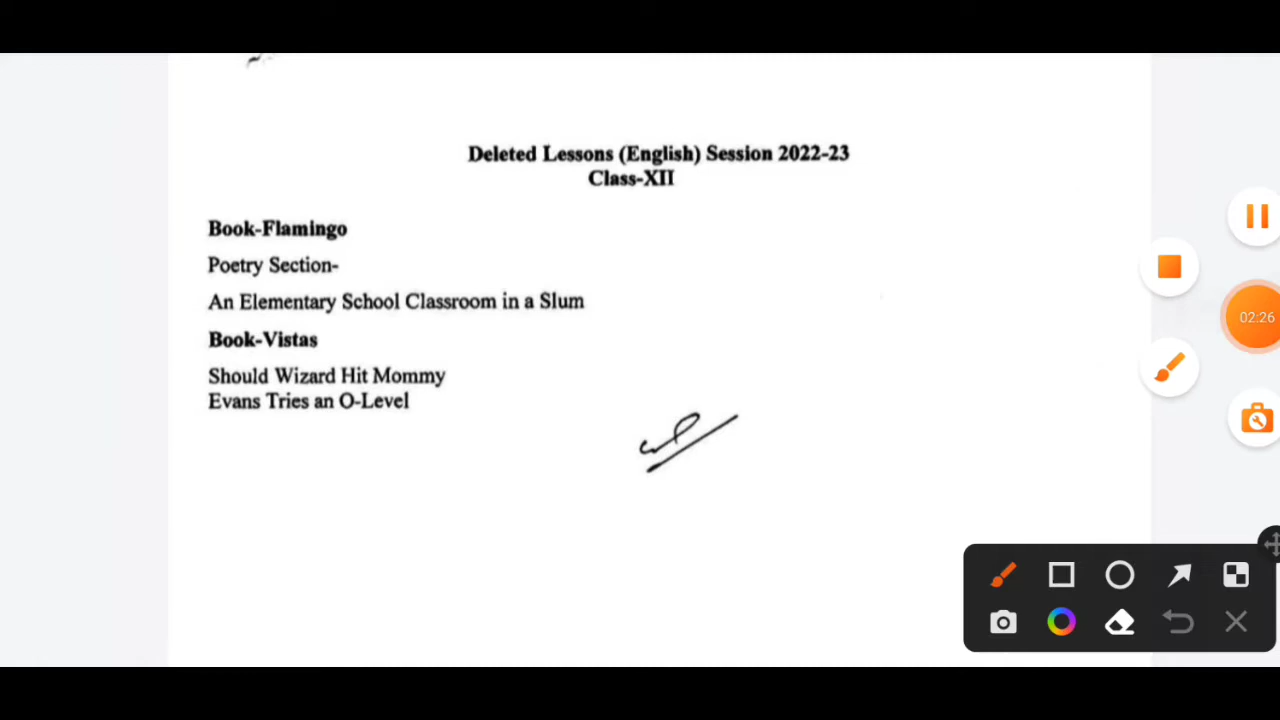 Deleted Lessons (English) Session 2022-23
Class-XII
Book-Flamingo
Poetry Section-
An Elementary School Classroom in a Slum
Book-Vistas
Should Wizard Hit Mommy
Evans Tries an O-Level
02:26